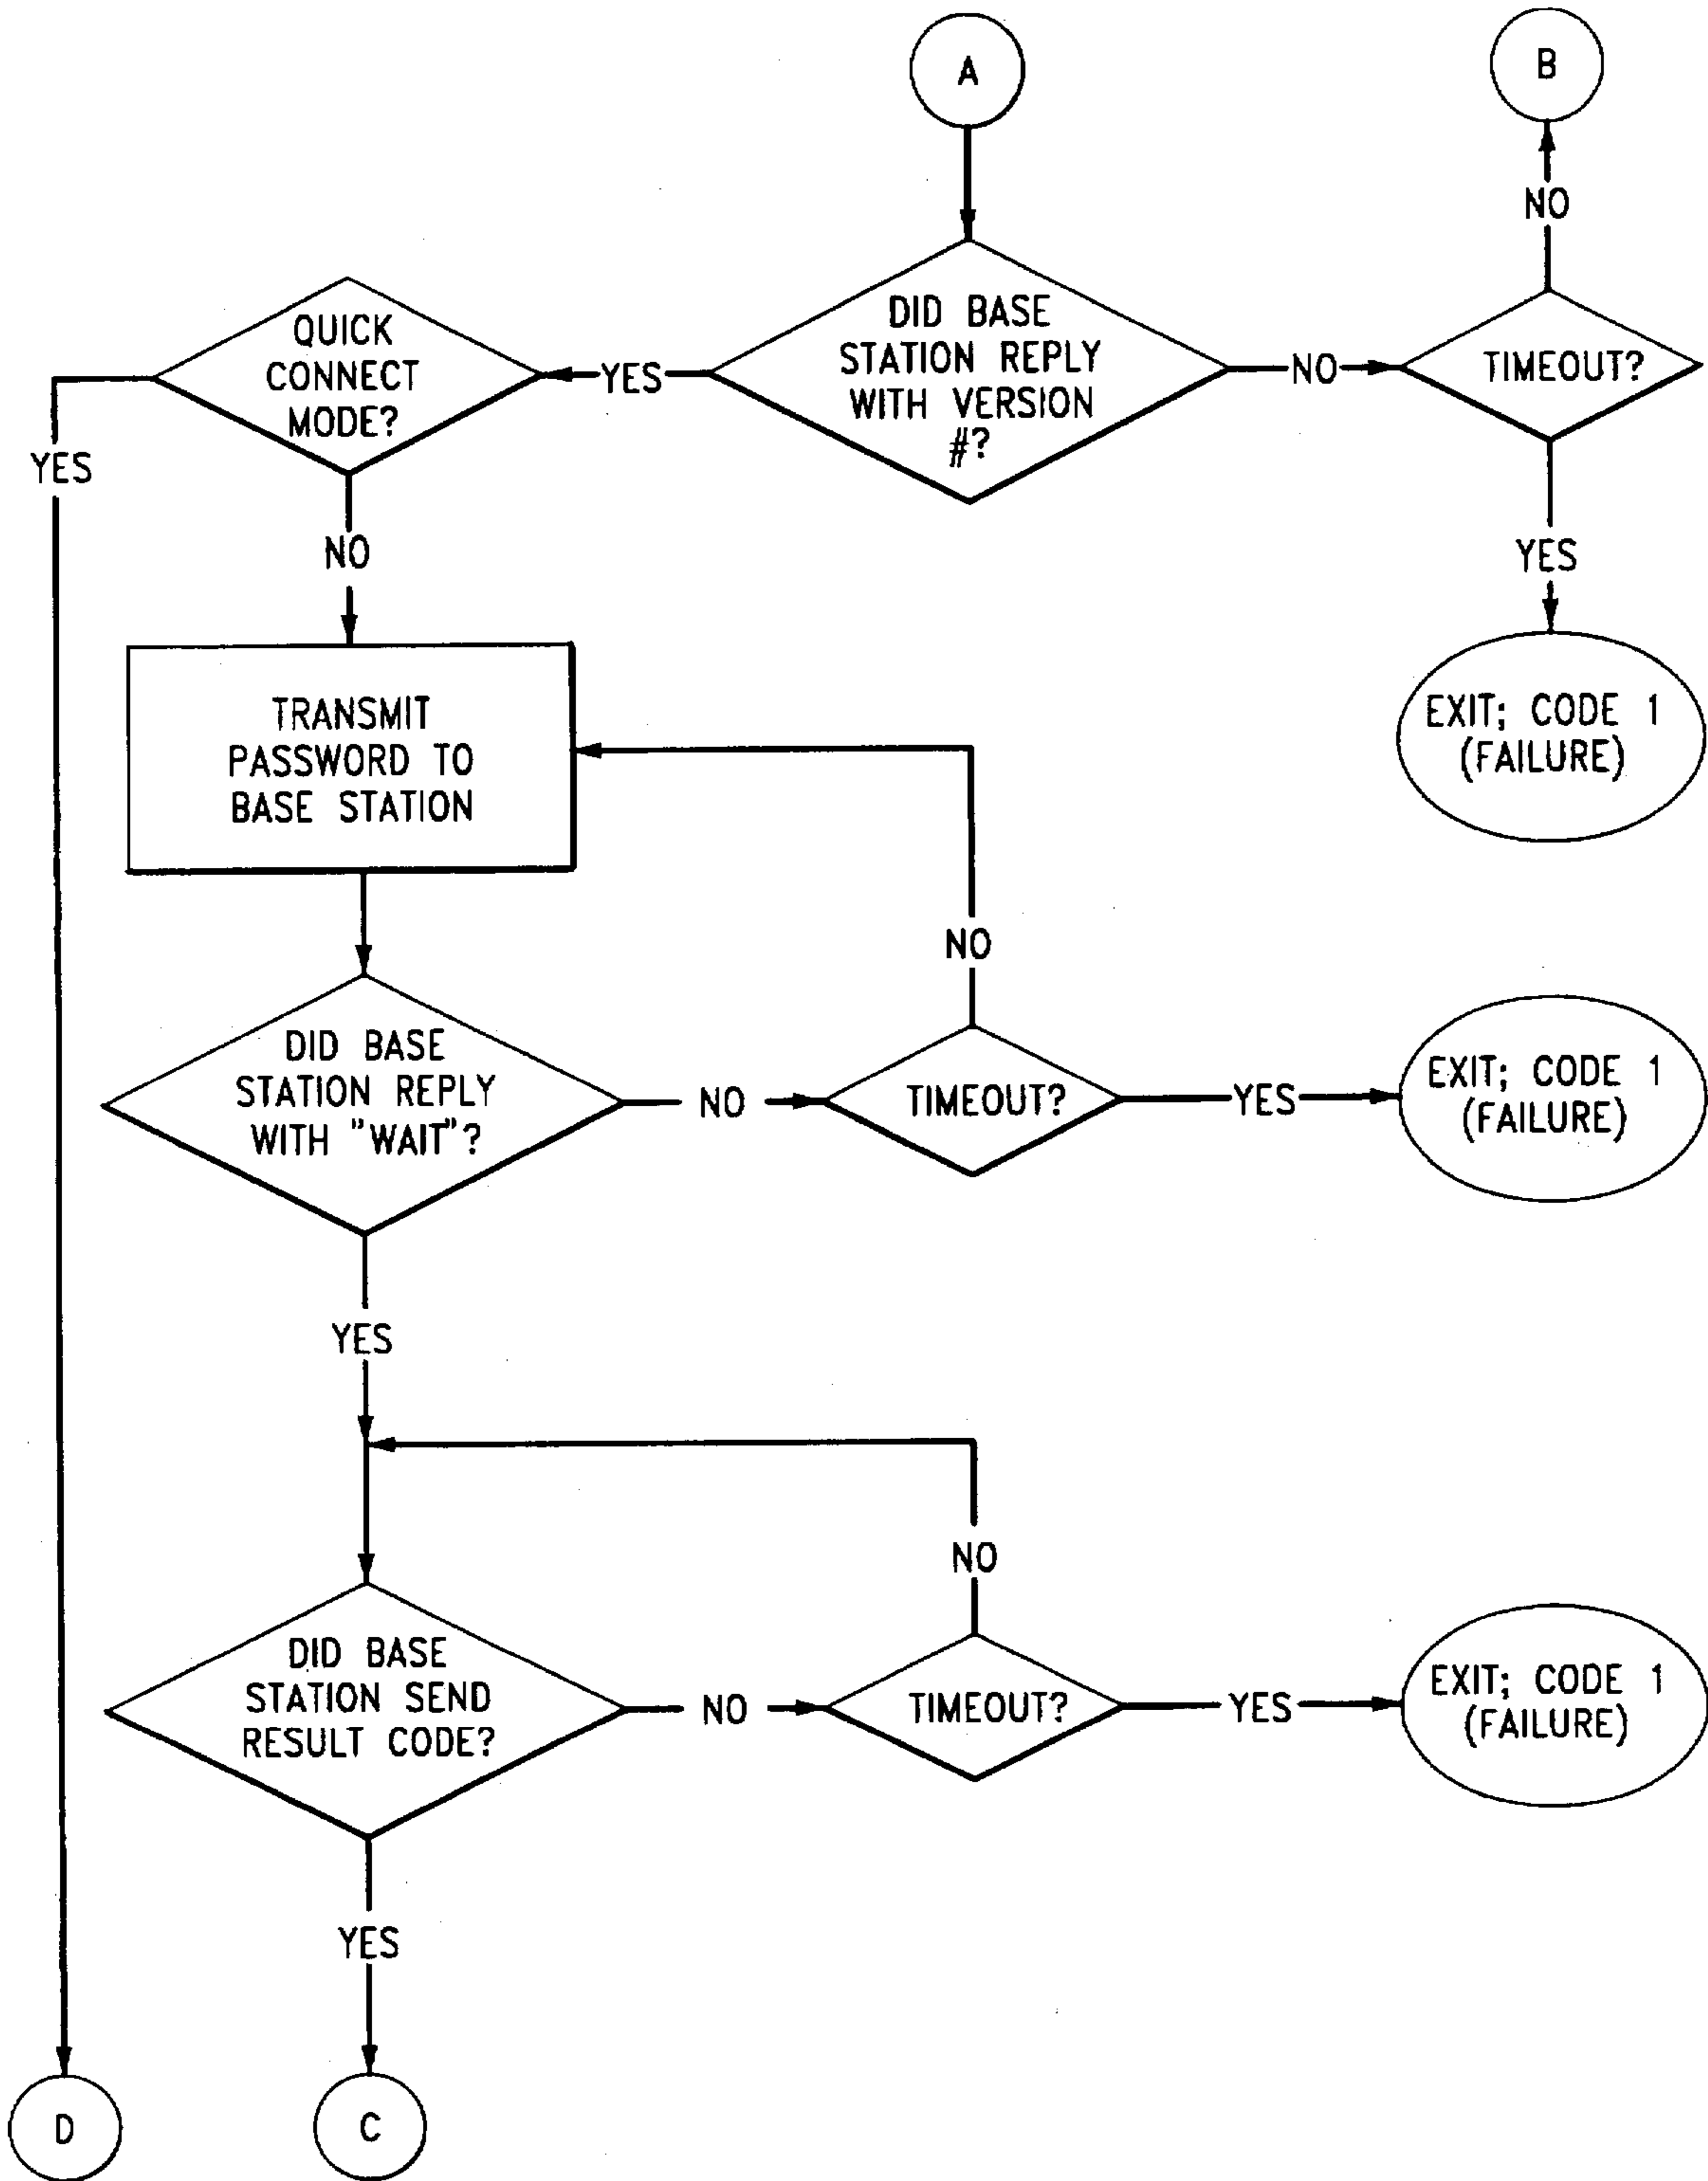 A
B
NO
QUICK
CONNECT
MODE?
YES
DID BASE
STATION REPLY
WITH VERSION
#?
NO
TIMEOUT?
YES
NO
YES
EXIT; CODE 1
(FAILURE)
TRANSMIT
PASSWORD TO
BASE STATION
NO
DID BASE
STATION REPLY
WITH "WAIT"?
NO
TIMEOUT?
YES
EXIT; CODE 1
(FAILURE)
YES
NO
DID BASE
STATION SEND
RESULT CODE?
NO
TIMEOUT?
YES
EXIT; CODE 1
(FAILURE)
YES
D
C